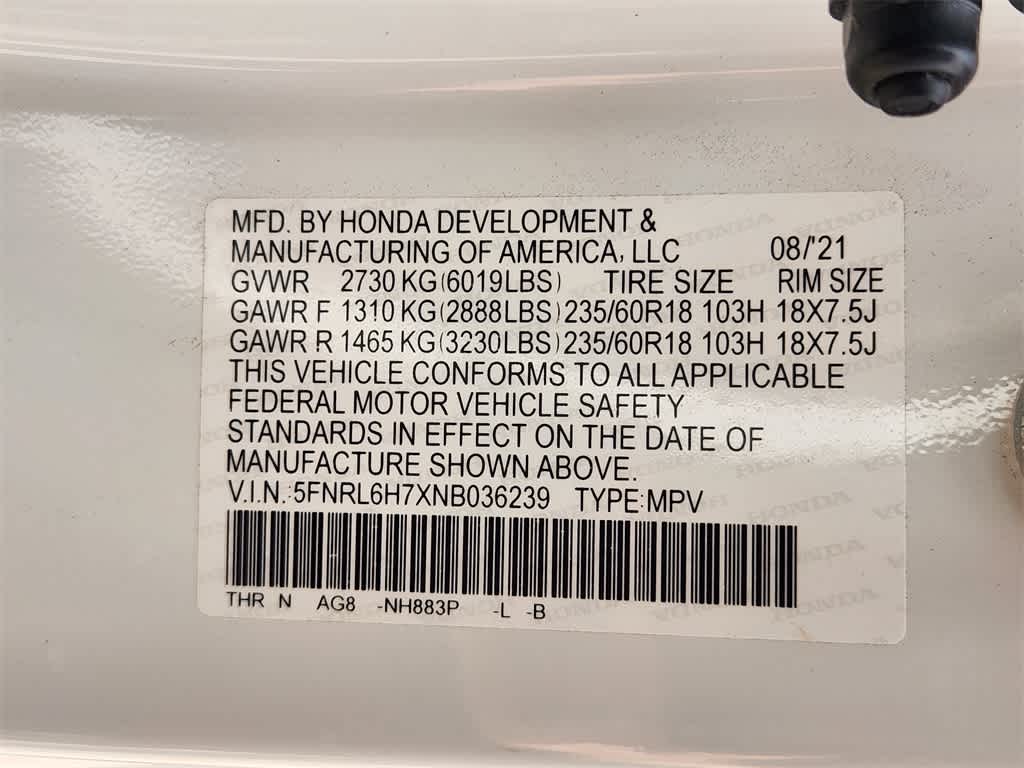 MFD. BY HONDA DEVELOPMENT &
MANUFACTURING OF AMERICA, LLC 08/'21
GVWR 2730 KG(6019LBS) TIRE SIZE RIM SIZE
GAWR F 1310 KG(2888LBS)235/60R18 103H 18X7.5J
GAWR R 1465 KG(3230LBS)235/60R18 103H 18X7.5J
THIS VEHICLE CONFORMS TO ALL APPLICABLE
FEDERAL MOTOR VEHICLE SAFETY
STANDARDS IN EFFECT ON THE DATE OF
MANUFACTURE SHOWN ABOVE.
V.I.N.:5FNRL6H7XNB036239 TYPE:MPV
THR N AG8 -NH883P -L -B